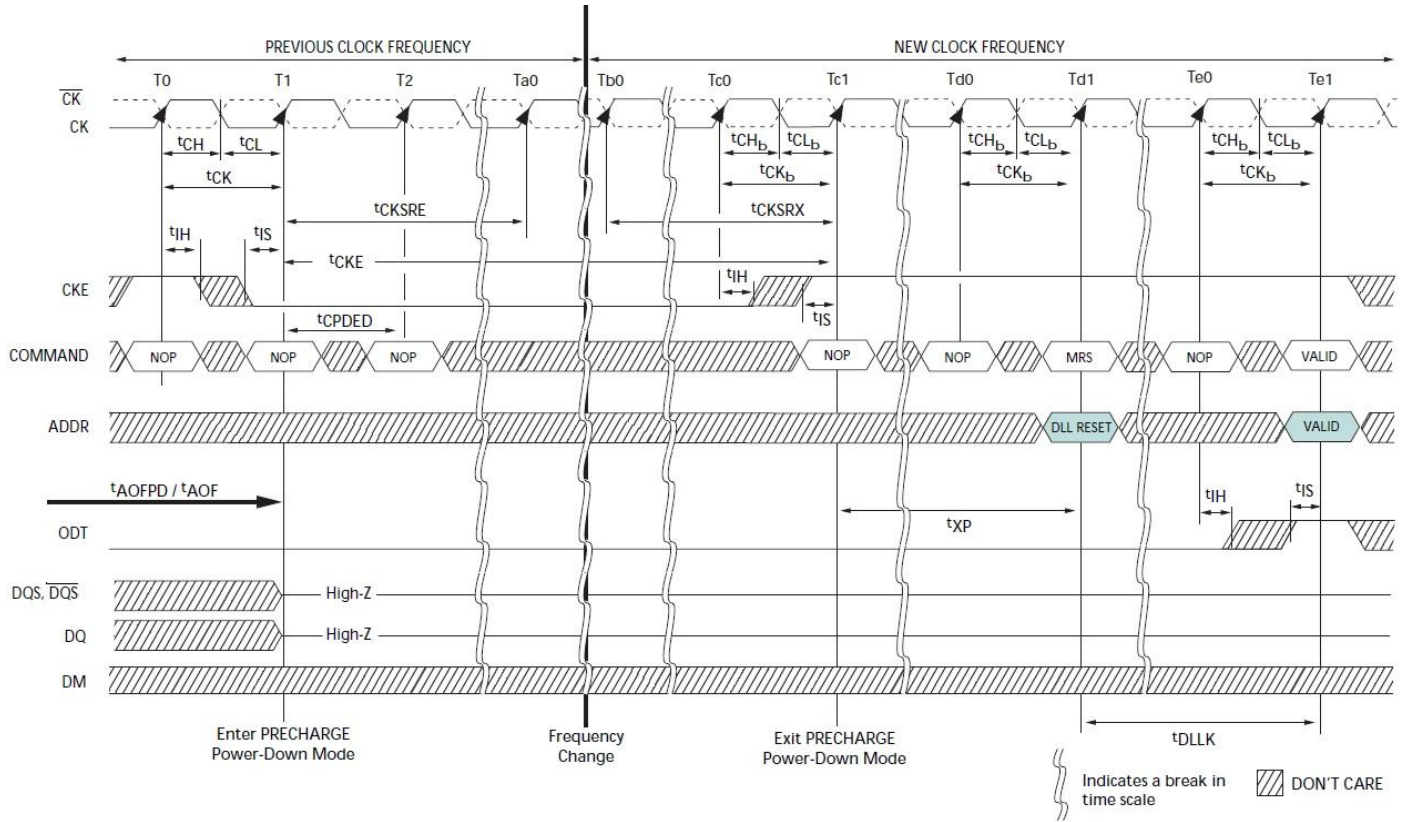 PREVIOUS CLOCK FREQUENCY NEW CLOCK FREQUENCY
T0 T1 T2 Ta0 Tb0 Tc0 Tc1 Td0 Td1 Te0 Te1
CK
CK
tCH tCL tCHb tCLb tCHb tCLb tCHb tCLb
tCK tCKb tCKb tCKb
tCKSRE tCKSRX
tIH tIS tCKE tIH
CKE
tCPDED tIS
COMMAND NOP NOP NOP NOP NOP MRS NOP VALID
ADDR DLL RESET VALID
tAOFPD / tAOF tIH tIS
tXP
ODT
DQS, DQS High-Z
DQ High-Z
DM
Enter PRECHARGE
Power-Down Mode
Frequency
Change
Exit PRECHARGE
Power-Down Mode
tDLLK
Indicates a break in
time scale
DON'T CARE